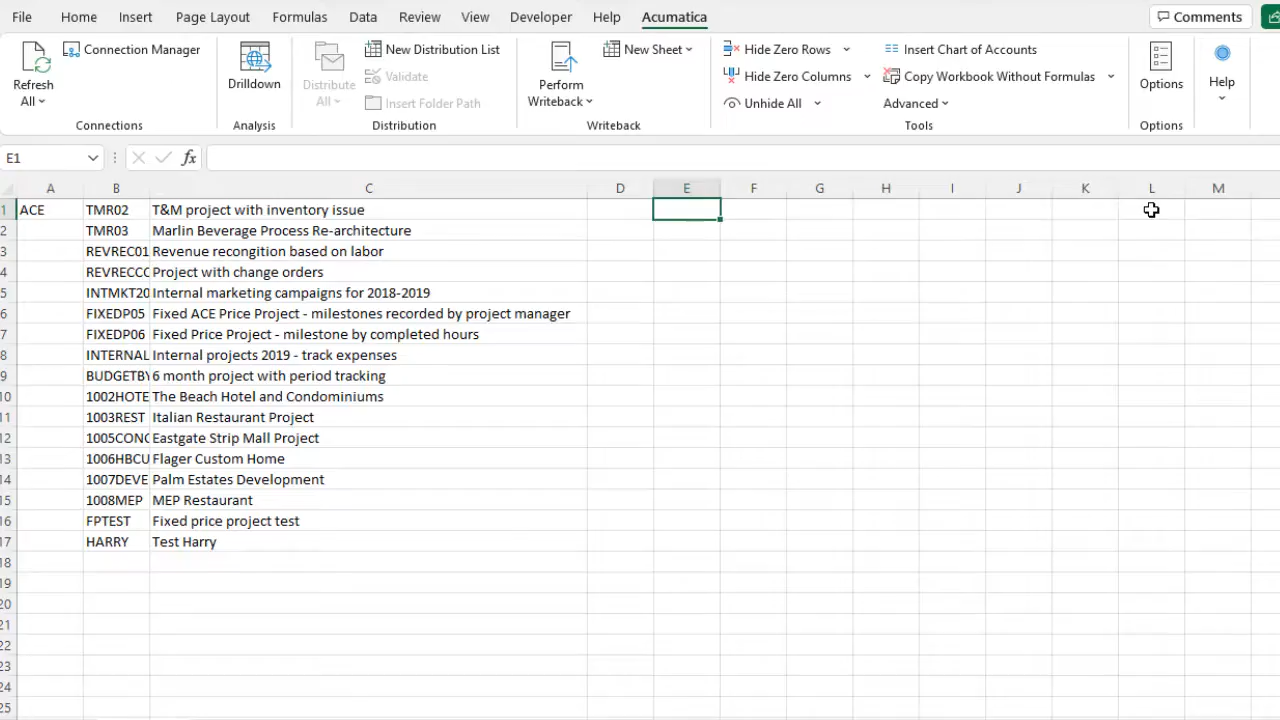 File Home Insert Page Layout Formulas Data Review View Developer Help Acumatica Comments
Connection Manager New Distribution List New Sheet Hide Zero Rows Insert Chart of Accounts
Refresh All Drilldown Distribute All Validate Perform Writeback Hide Zero Columns Copy Workbook Without Formulas Options Help
Insert Folder Path Unhide All Advanced
Connections Analysis Distribution Writeback Tools Options
E1 fx
A B C D E F G H I J K L M
1 ACE TMR02 T&M project with inventory issue
2 TMR03 Marlin Beverage Process Re-architecture
3 REVREC01 Revenue recongition based on labor
4 REVRECCO Project with change orders
5 INTMKT20 Internal marketing campaigns for 2018-2019
6 FIXEDP05 Fixed ACE Price Project - milestones recorded by project manager
7 FIXEDP06 Fixed Price Project - milestone by completed hours
8 INTERNAL Internal projects 2019 - track expenses
9 BUDGETBY 6 month project with period tracking
10 1002HOTE The Beach Hotel and Condominiums
11 1003REST Italian Restaurant Project
12 1005CONC Eastgate Strip Mall Project
13 1006HBCU Flager Custom Home
14 1007DEVE Palm Estates Development
15 1008MEP MEP Restaurant
16 FPTEST Fixed price project test
17 HARRY Test Harry
18
19
20
21
22
23
24
25